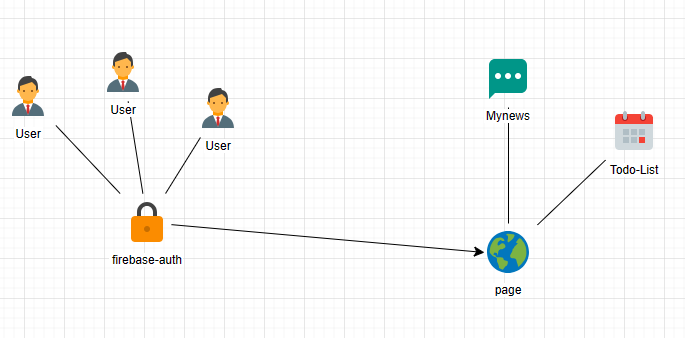 User
User
User
Mynews
Todo-List
firebase-auth
page